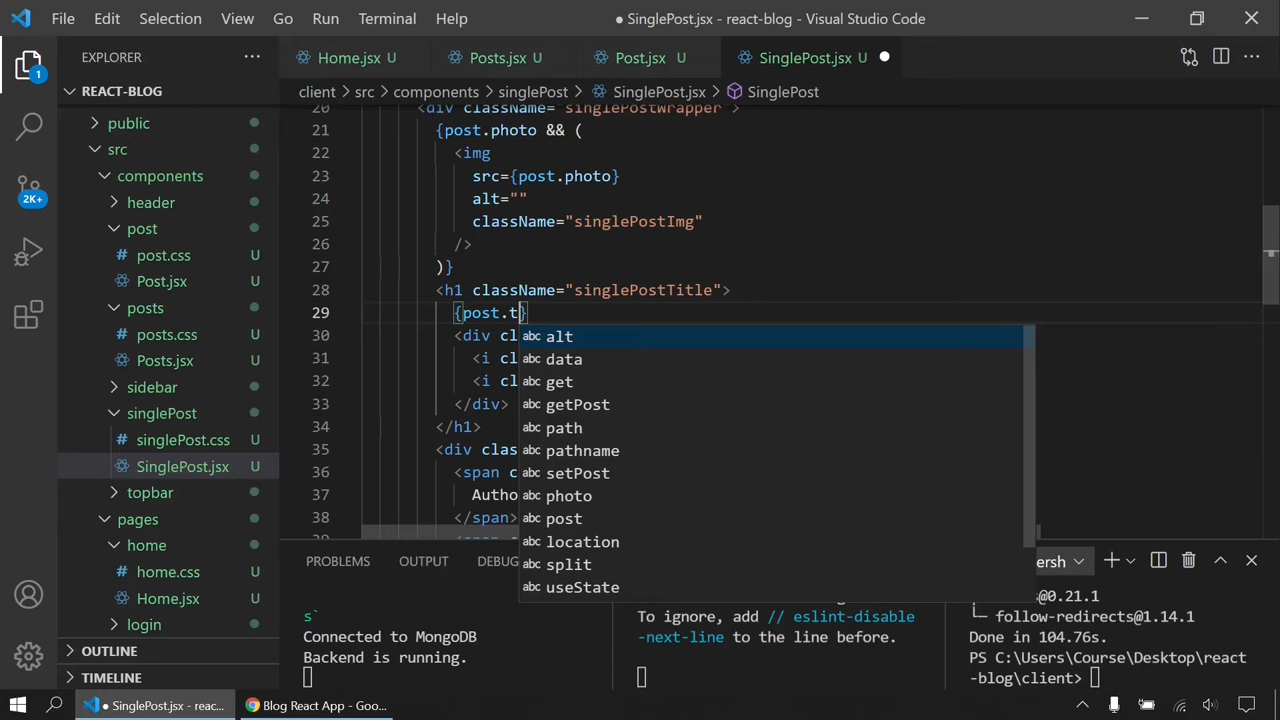 File Edit Selection View Go Run Terminal Help
● SinglePost.jsx - react-blog - Visual Studio Code
EXPLORER
REACT-BLOG
public
src
components
header
post
# post.css U
Post.jsx U
posts
# posts.css U
Posts.jsx U
sidebar
singlePost
# singlePost.css U
SinglePost.jsx U
topbar
pages
home
# home.css U
Home.jsx U
login
OUTLINE
TIMELINE
1
2K+
Home.jsx U
Posts.jsx U
Post.jsx U
SinglePost.jsx U ●
client > src > components > singlePost > SinglePost.jsx > SinglePost
20 <div className="singlePostWrapper">
21 {post.photo && (
22 <img
23 src={post.photo}
24 alt=""
25 className="singlePostImg"
26 />
27 )}
28 <h1 className="singlePostTitle">
29 {post.t}
30 <div cl
31 <i cl
32 <i cl
33 </div>
34 </h1>
35 <div clas
36 <span c
37 Autho
38 </span>
abc alt
abc data
abc get
abc getPost
abc path
abc pathname
abc setPost
abc photo
abc post
abc location
abc split
abc useState
PROBLEMS OUTPUT DEBUG
ersh
s`
Connected to MongoDB
Backend is running.
To ignore, add // eslint-disable
-next-line to the line before.
@0.21.1
└─ follow-redirects@1.14.1
Done in 104.76s.
PS C:\Users\Course\Desktop\react
-blog\client>
● SinglePost.jsx - reac...
Blog React App - Goo...